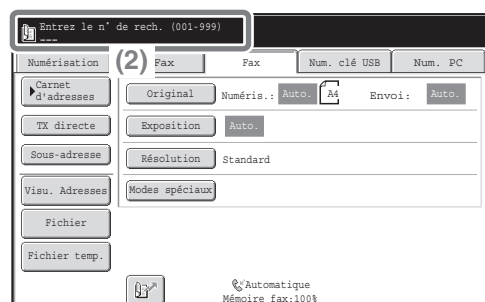 Entrez le n° de rech. (001-999)
---
(2)
Numérisation Fax Fax Num. clé USB Num. PC
Carnet d'adresses
Original Numéris.: Auto. A4 Envoi: Auto.
TX directe
Exposition Auto.
Sous-adresse
Résolution Standard
Visu. Adresses
Modes spéciaux
Fichier
Fichier temp.
Automatique
Mémoire fax:100%